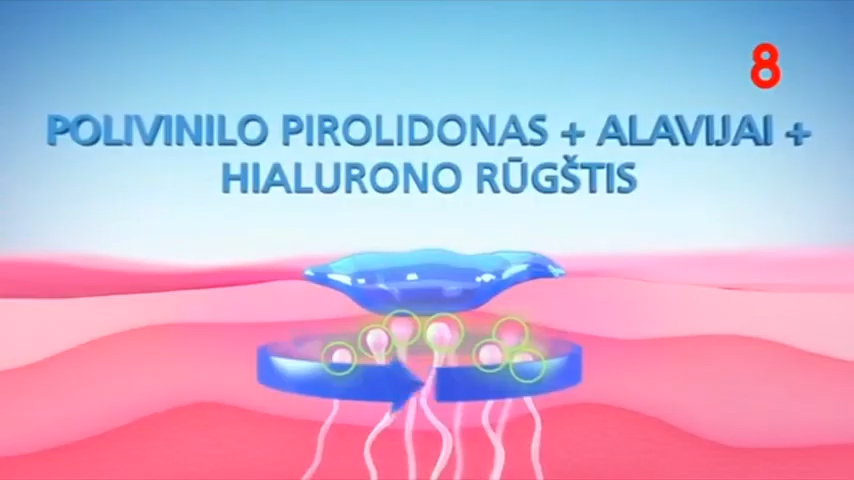 8
POLIVINILO PIROLIDONAS + ALAVIJAI +
HIALURONO RŪGŠTIS